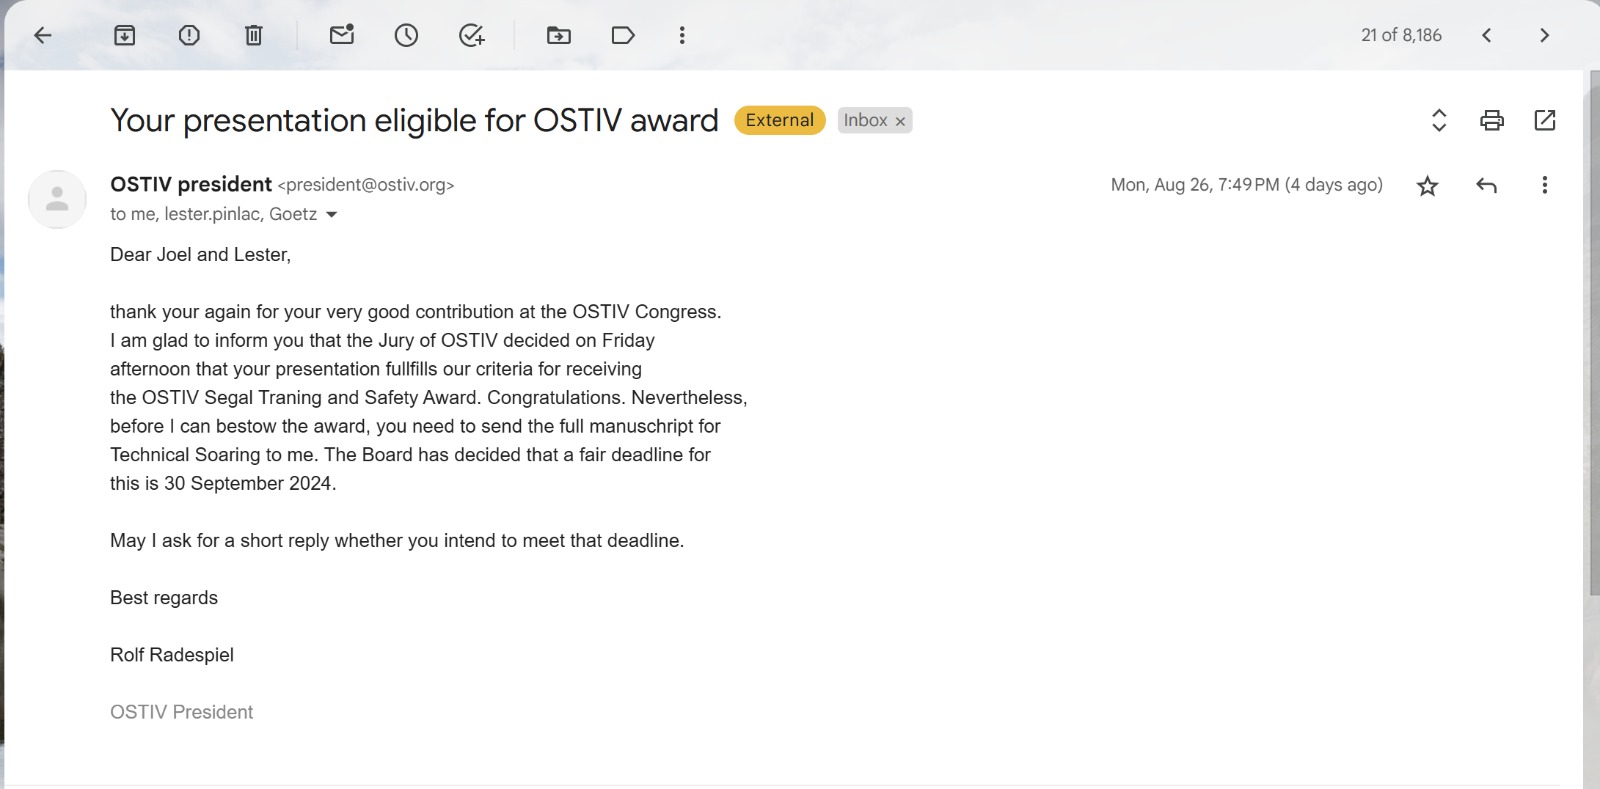 21 of 8,186
Your presentation eligible for OSTIV award External Inbox ×
OSTIV president <president@ostiv.org> Mon, Aug 26, 7:49 PM (4 days ago)
to me, lester.pinlac, Goetz
Dear Joel and Lester,
thank your again for your very good contribution at the OSTIV Congress.
I am glad to inform you that the Jury of OSTIV decided on Friday
afternoon that your presentation fullfills our criteria for receiving
the OSTIV Segal Traning and Safety Award. Congratulations. Nevertheless,
before I can bestow the award, you need to send the full manuschript for
Technical Soaring to me. The Board has decided that a fair deadline for
this is 30 September 2024.
May I ask for a short reply whether you intend to meet that deadline.
Best regards
Rolf Radespiel
OSTIV President